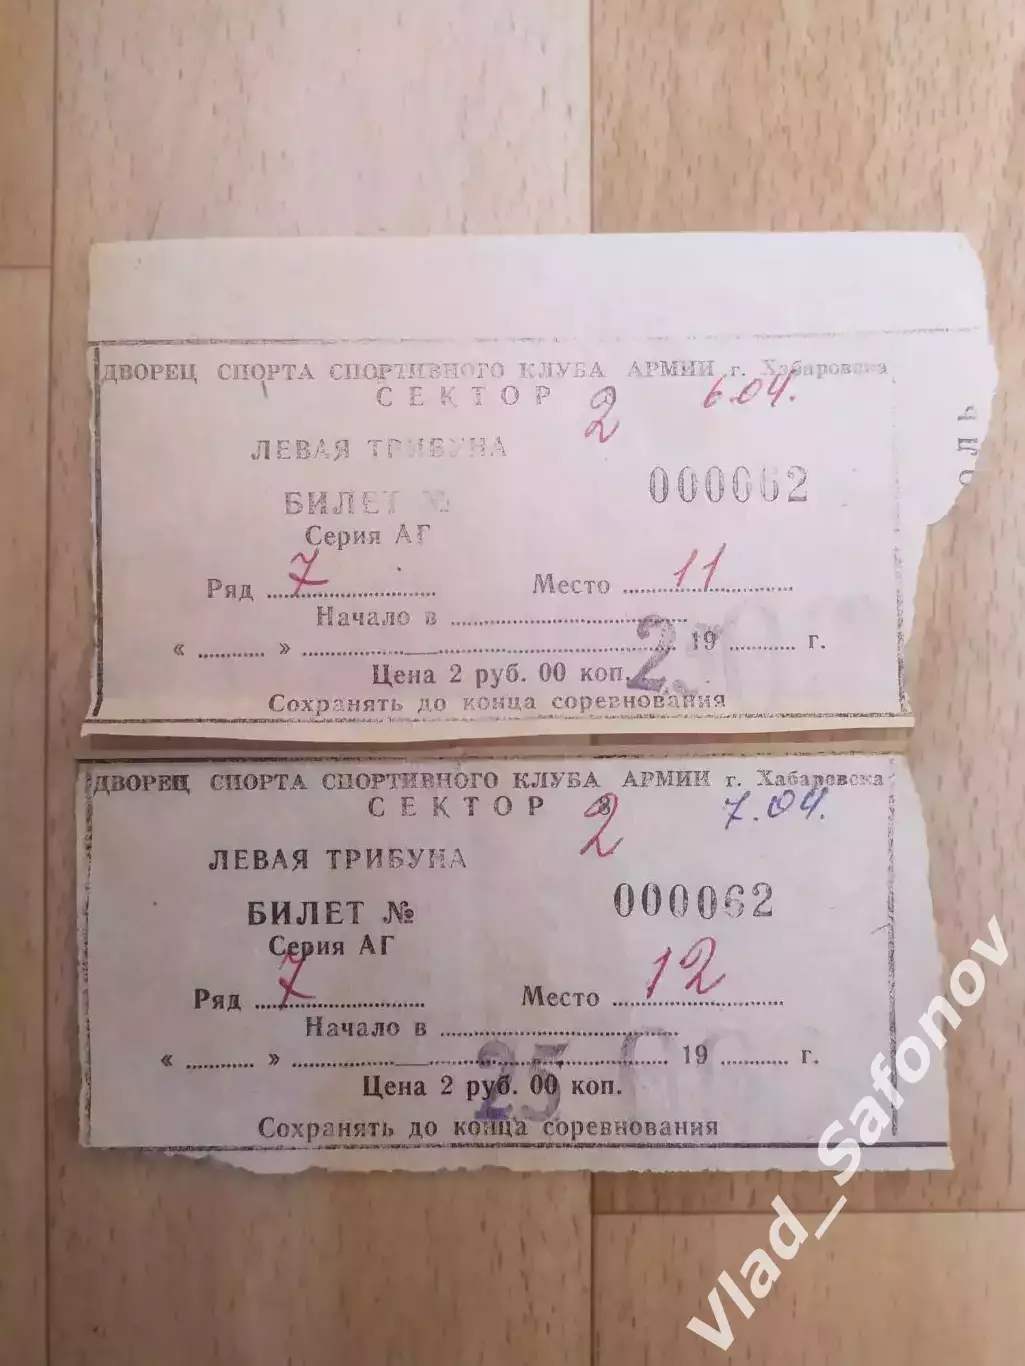 ДВОРЕЦ СПОРТА СПОРТИВНОГО КЛУБА АРМИИ г. Хабаровска
СЕКТОР 2 6.04.
ЛЕВАЯ ТРИБУНА
БИЛЕТ № 000062
Серия АГ
Ряд 7 Место 11
Начало в
« » 19 г.
Цена 2 руб. 00 коп.
Сохранять до конца соревнования
ДВОРЕЦ СПОРТА СПОРТИВНОГО КЛУБА АРМИИ г. Хабаровска
СЕКТОР 2 7.04.
ЛЕВАЯ ТРИБУНА
БИЛЕТ № 000062
Серия АГ
Ряд 7 Место 12
Начало в
« » 19 г.
25
Цена 2 руб. 00 коп.
Сохранять до конца соревнования
Vlad_Safonov